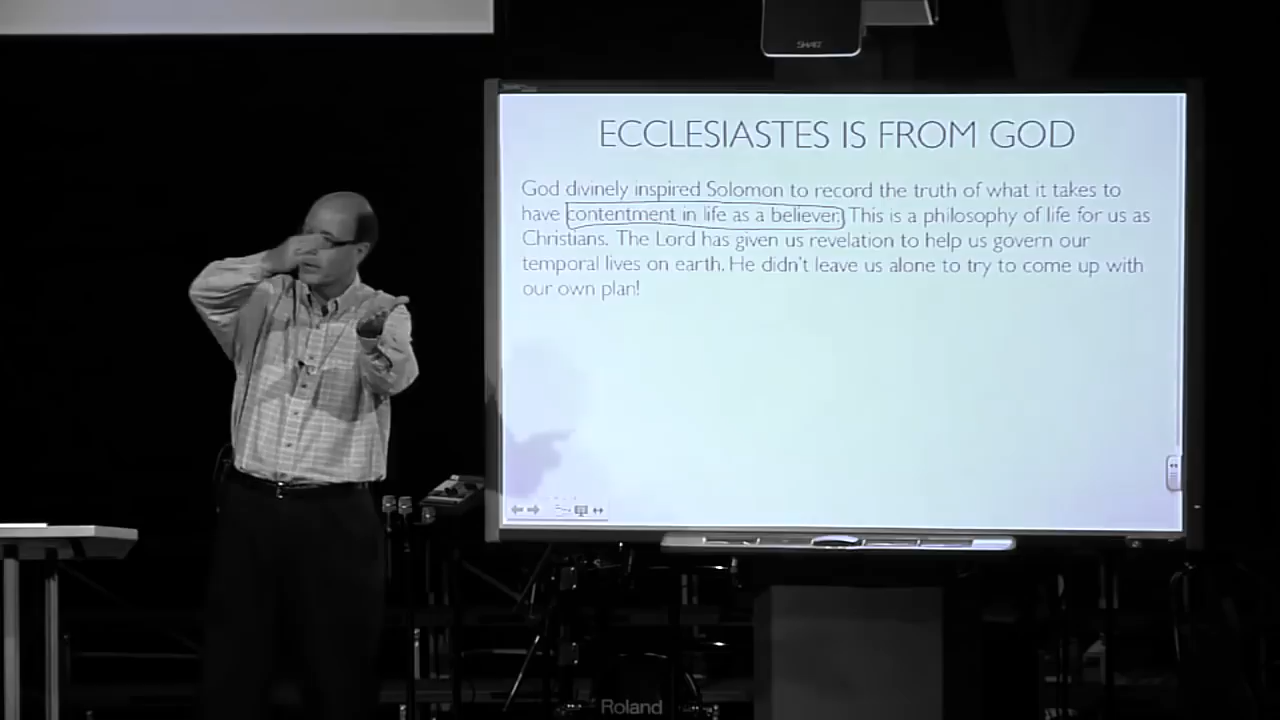 SMART
ECCLESIASTES IS FROM GOD
God divinely inspired Solomon to record the truth of what it takes to
have contentment in life as a believer. This is a philosophy of life for us as
Christians. The Lord has given us revelation to help us govern our
temporal lives on earth. He didn't leave us alone to try to come up with
our own plan!
Roland